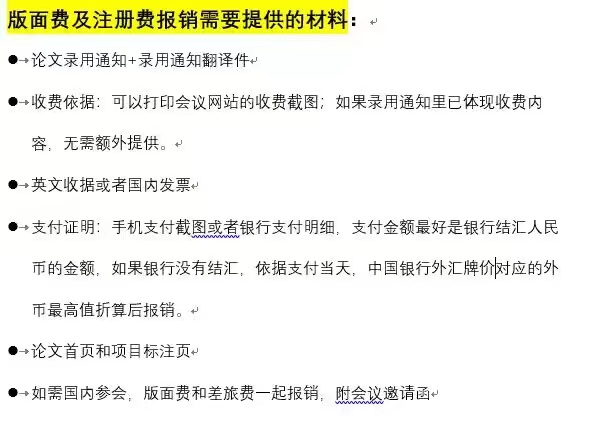 版面费及注册费报销需要提供的材料：
论文录用通知+录用通知翻译件
收费依据：可以打印会议网站的收费截图；如果录用通知里已体现收费内
容，无需额外提供。
英文收据或者国内发票
支付证明：手机支付截图或者银行支付明细，支付金额最好是银行结汇人民
币的金额，如果银行没有结汇，依据支付当天，中国银行外汇牌价对应的外
币最高值折算后报销。
论文首页和项目标注页
如需国内参会，版面费和差旅费一起报销，附会议邀请函